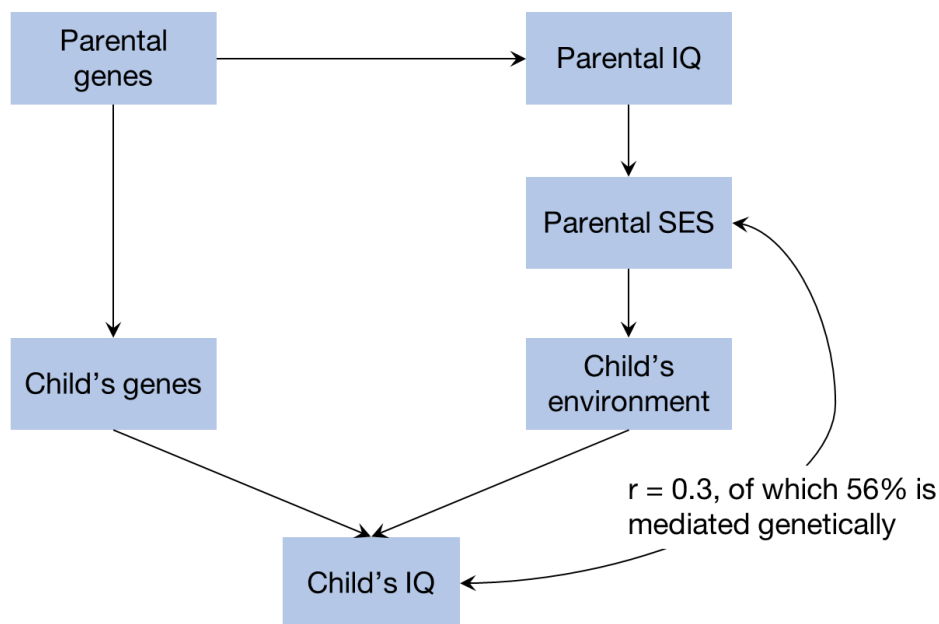 Parental
genes
Parental IQ
Parental SES
Child’s genes
Child’s
environment
r = 0.3, of which 56% is
mediated genetically
Child’s IQ